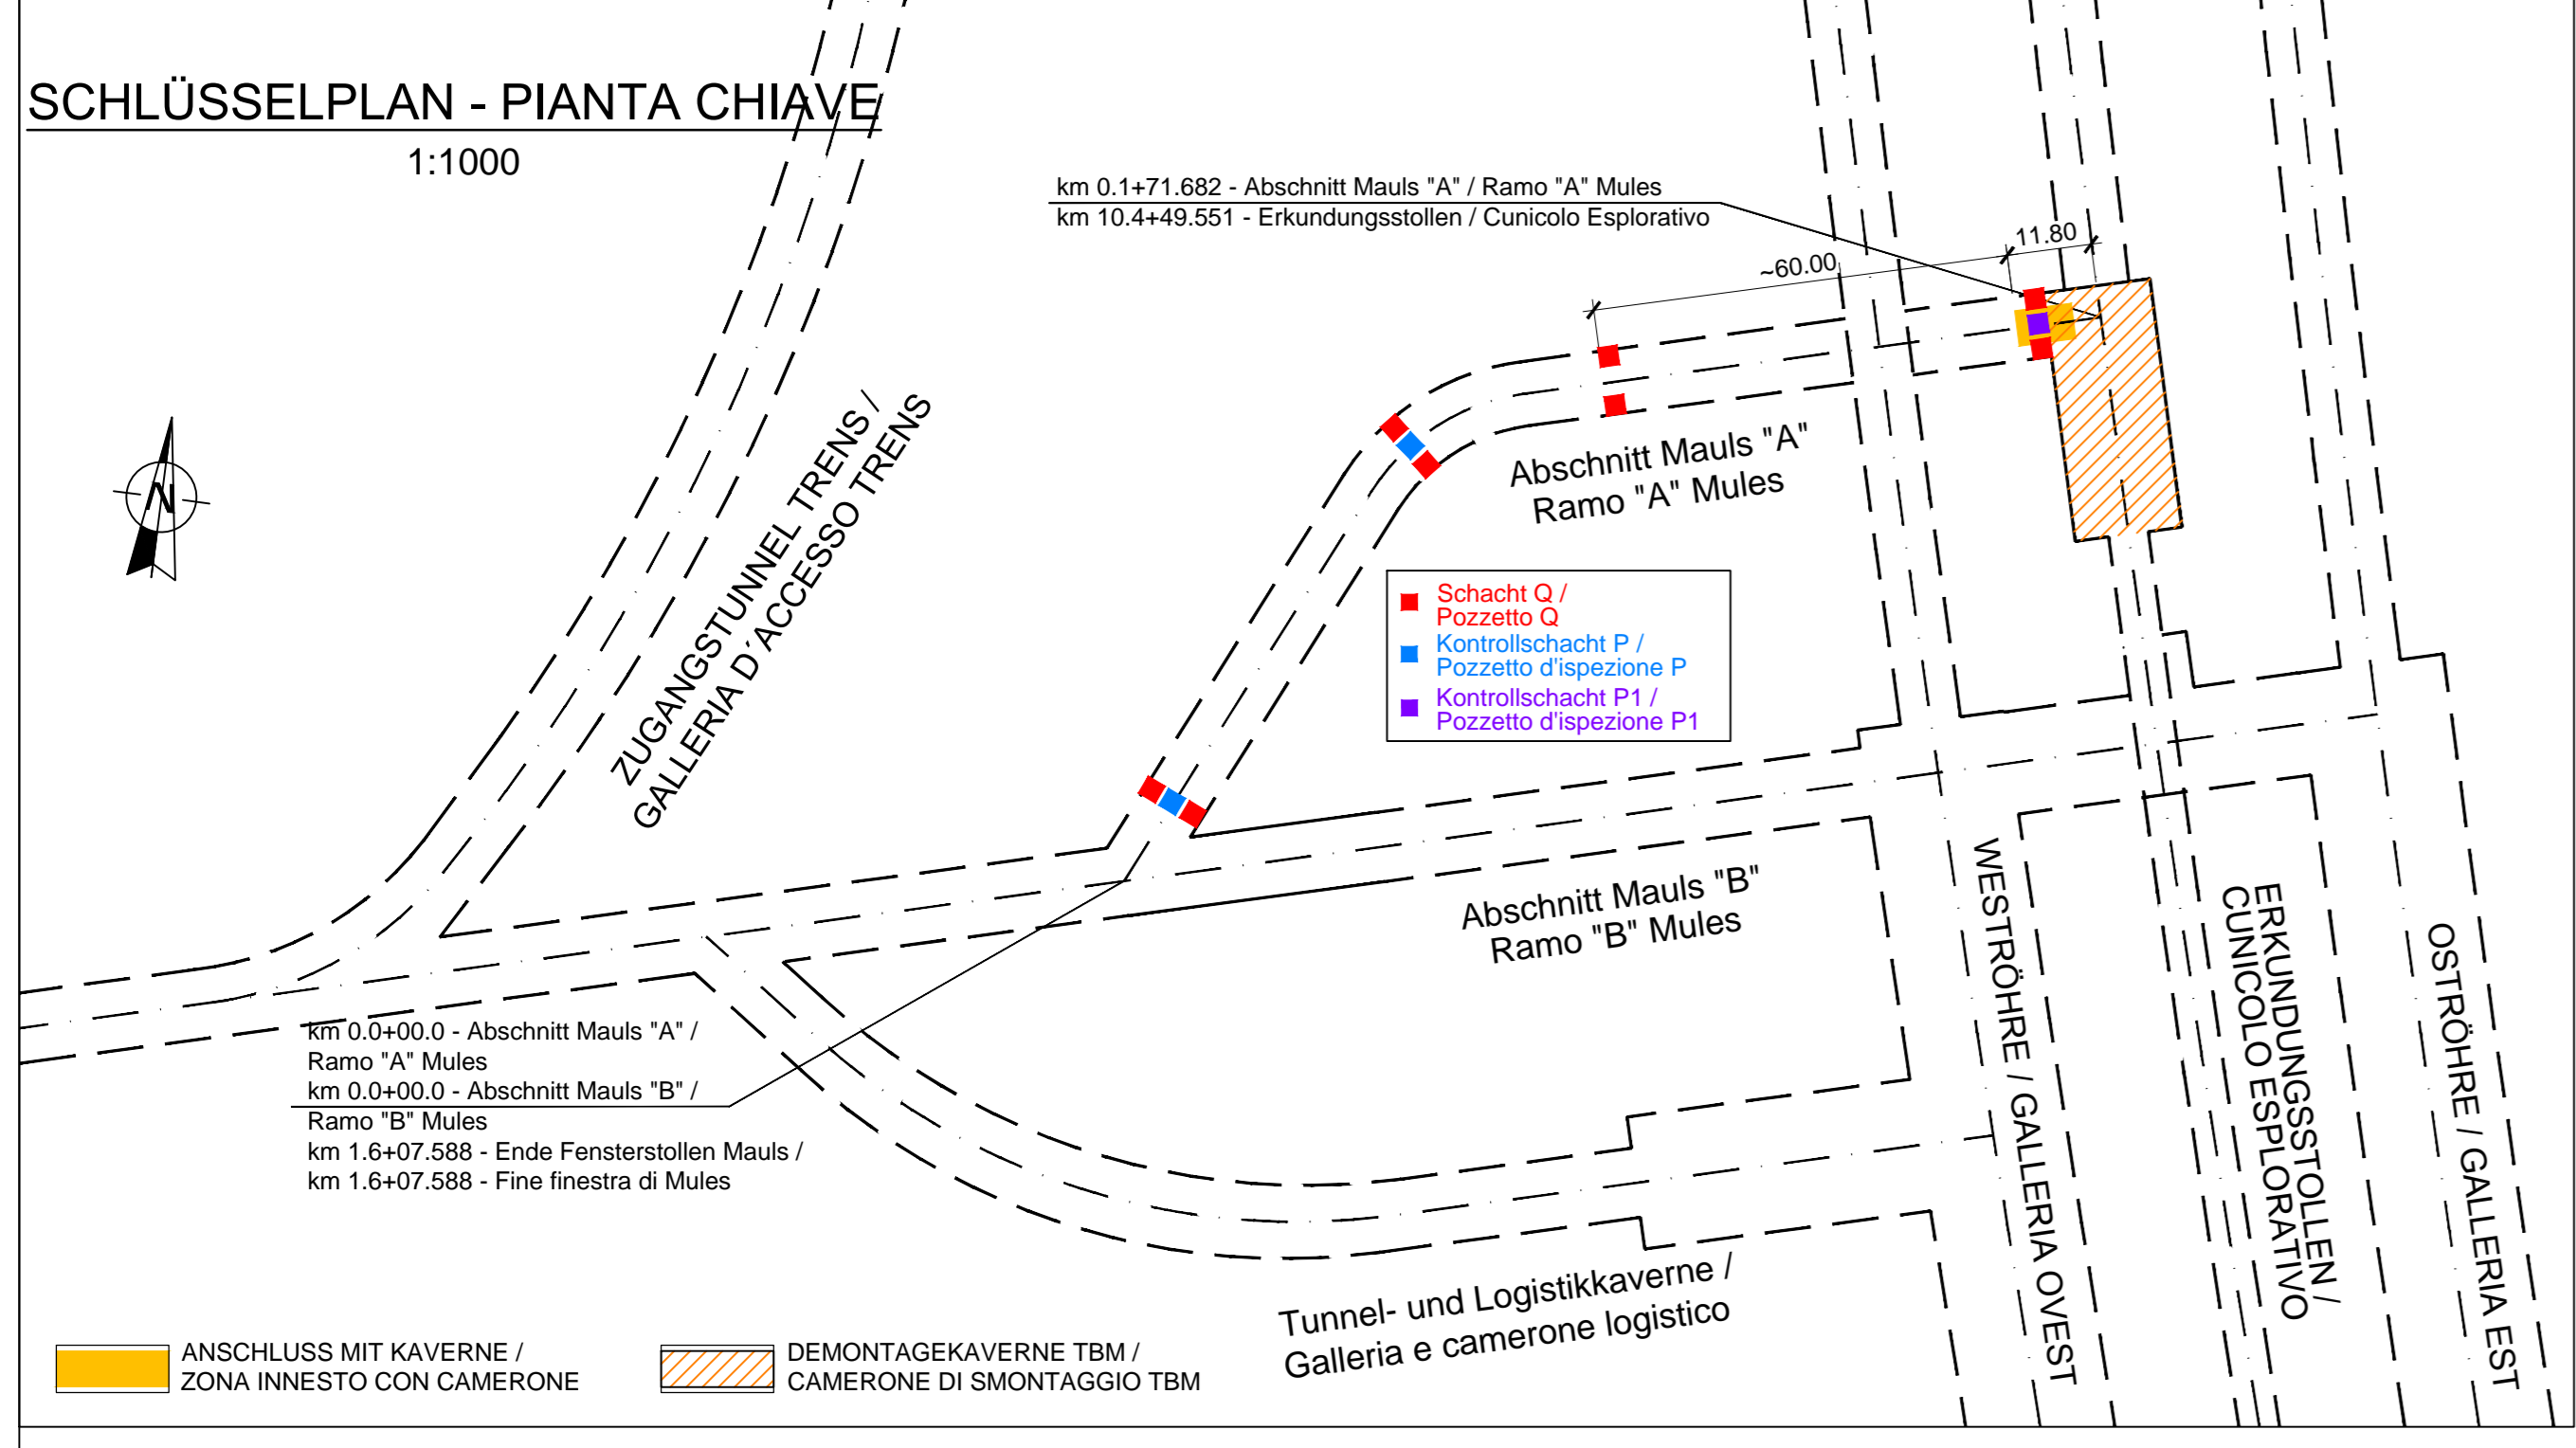 SCHLÜSSELPLAN - PIANTA CHIAVE
1:1000
km 0.1+71.682 - Abschnitt Mauls "A" / Ramo "A" Mules
km 10.4+49.551 - Erkundungsstollen / Cunicolo Esplorativo
11.80
~60.00
ZUGANGSTUNNEL TRENS /
GALLERIA D´ACCESSO TRENS
N
Abschnitt Mauls "A"
Ramo "A" Mules
Schacht Q /
Pozzetto Q
Kontrollschacht P /
Pozzetto d'ispezione P
Kontrollschacht P1 /
Pozzetto d'ispezione P1
Abschnitt Mauls "B"
Ramo "B" Mules
WESTRÖHRE / GALLERIA OVEST
ERKUNDUNGSSTOLLEN /
CUNICOLO ESPLORATIVO
OSTRÖHRE / GALLERIA EST
km 0.0+00.0 - Abschnitt Mauls "A" /
Ramo "A" Mules
km 0.0+00.0 - Abschnitt Mauls "B" /
Ramo "B" Mules
km 1.6+07.588 - Ende Fensterstollen Mauls /
km 1.6+07.588 - Fine finestra di Mules
Tunnel- und Logistikkaverne /
Galleria e camerone logistico
ANSCHLUSS MIT KAVERNE /
ZONA INNESTO CON CAMERONE
DEMONTAGEKAVERNE TBM /
CAMERONE DI SMONTAGGIO TBM